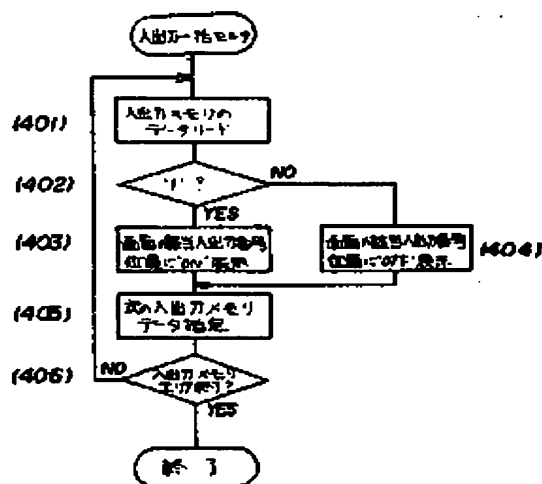 入出力一括モニタ
(401)
入出力メモリの
データリード
(402)
"1"?
NO
YES
(403)
画面の該当入出力番号
位置に"ON"表示
画面の該当入出力番号
位置に"OFF"表示
(404)
(405)
次の入出力メモリ
データ指定
(406)
NO
入出力メモリ
エリア終了?
YES
終了